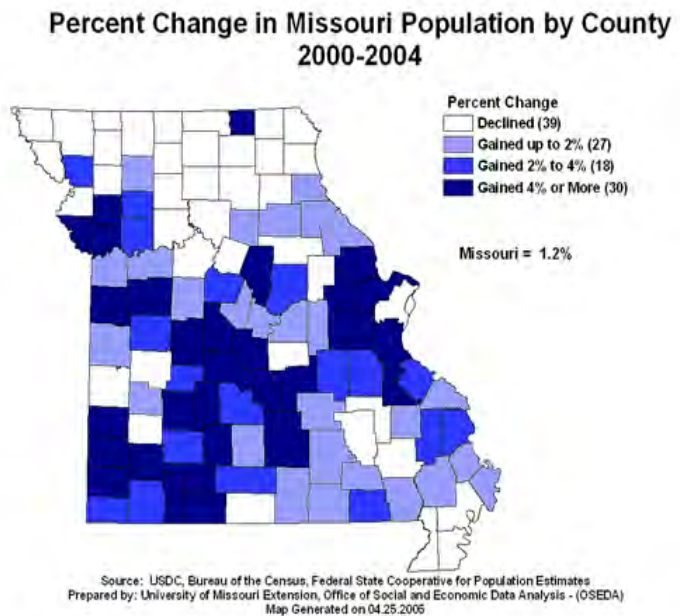 Percent Change in Missouri Population by County
2000-2004
Percent Change
Declined (39)
Gained up to 2% (27)
Gained 2% to 4% (18)
Gained 4% or More (30)
Missouri = 1.2%
Source: USDC, Bureau of the Census, Federal State Cooperative for Population Estimates
Prepared by: University of Missouri Extension, Office of Social and Economic Data Analysis - (OSEDA)
Map Generated on 04.25.2005